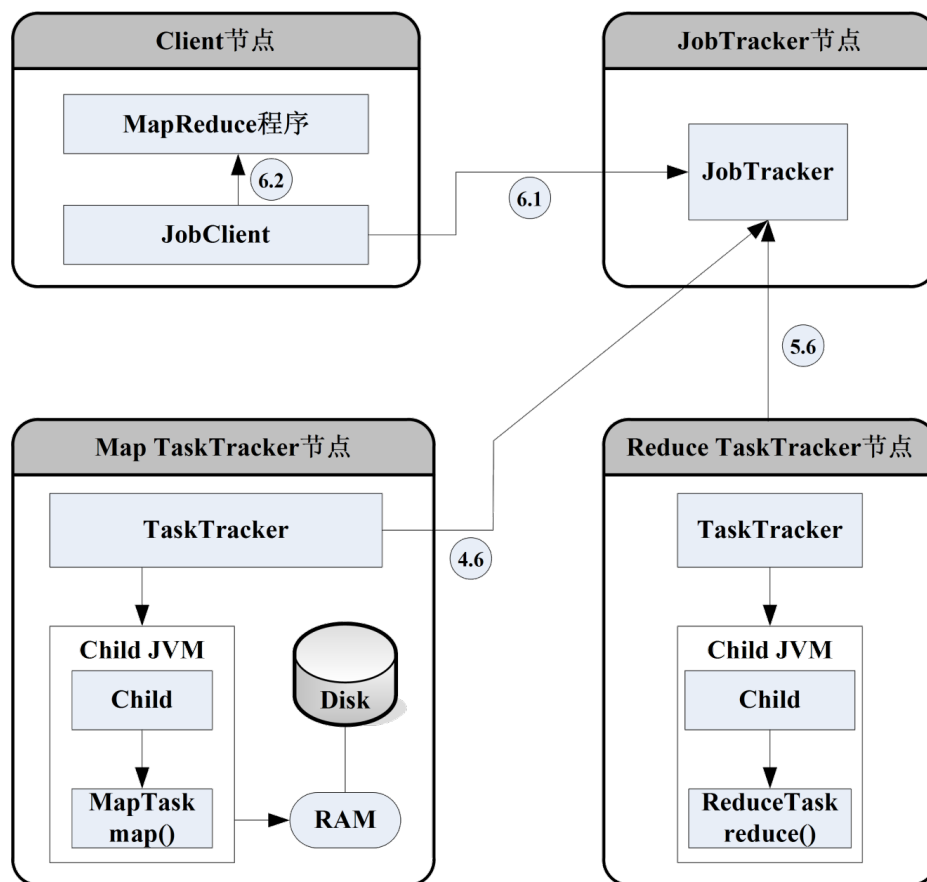 Client节点
MapReduce程序
6.2
JobClient
6.1
JobTracker节点
JobTracker
5.6
Map TaskTracker节点
TaskTracker
4.6
Child JVM
Child
MapTask
map()
Disk
RAM
Reduce TaskTracker节点
TaskTracker
Child JVM
Child
ReduceTask
reduce()